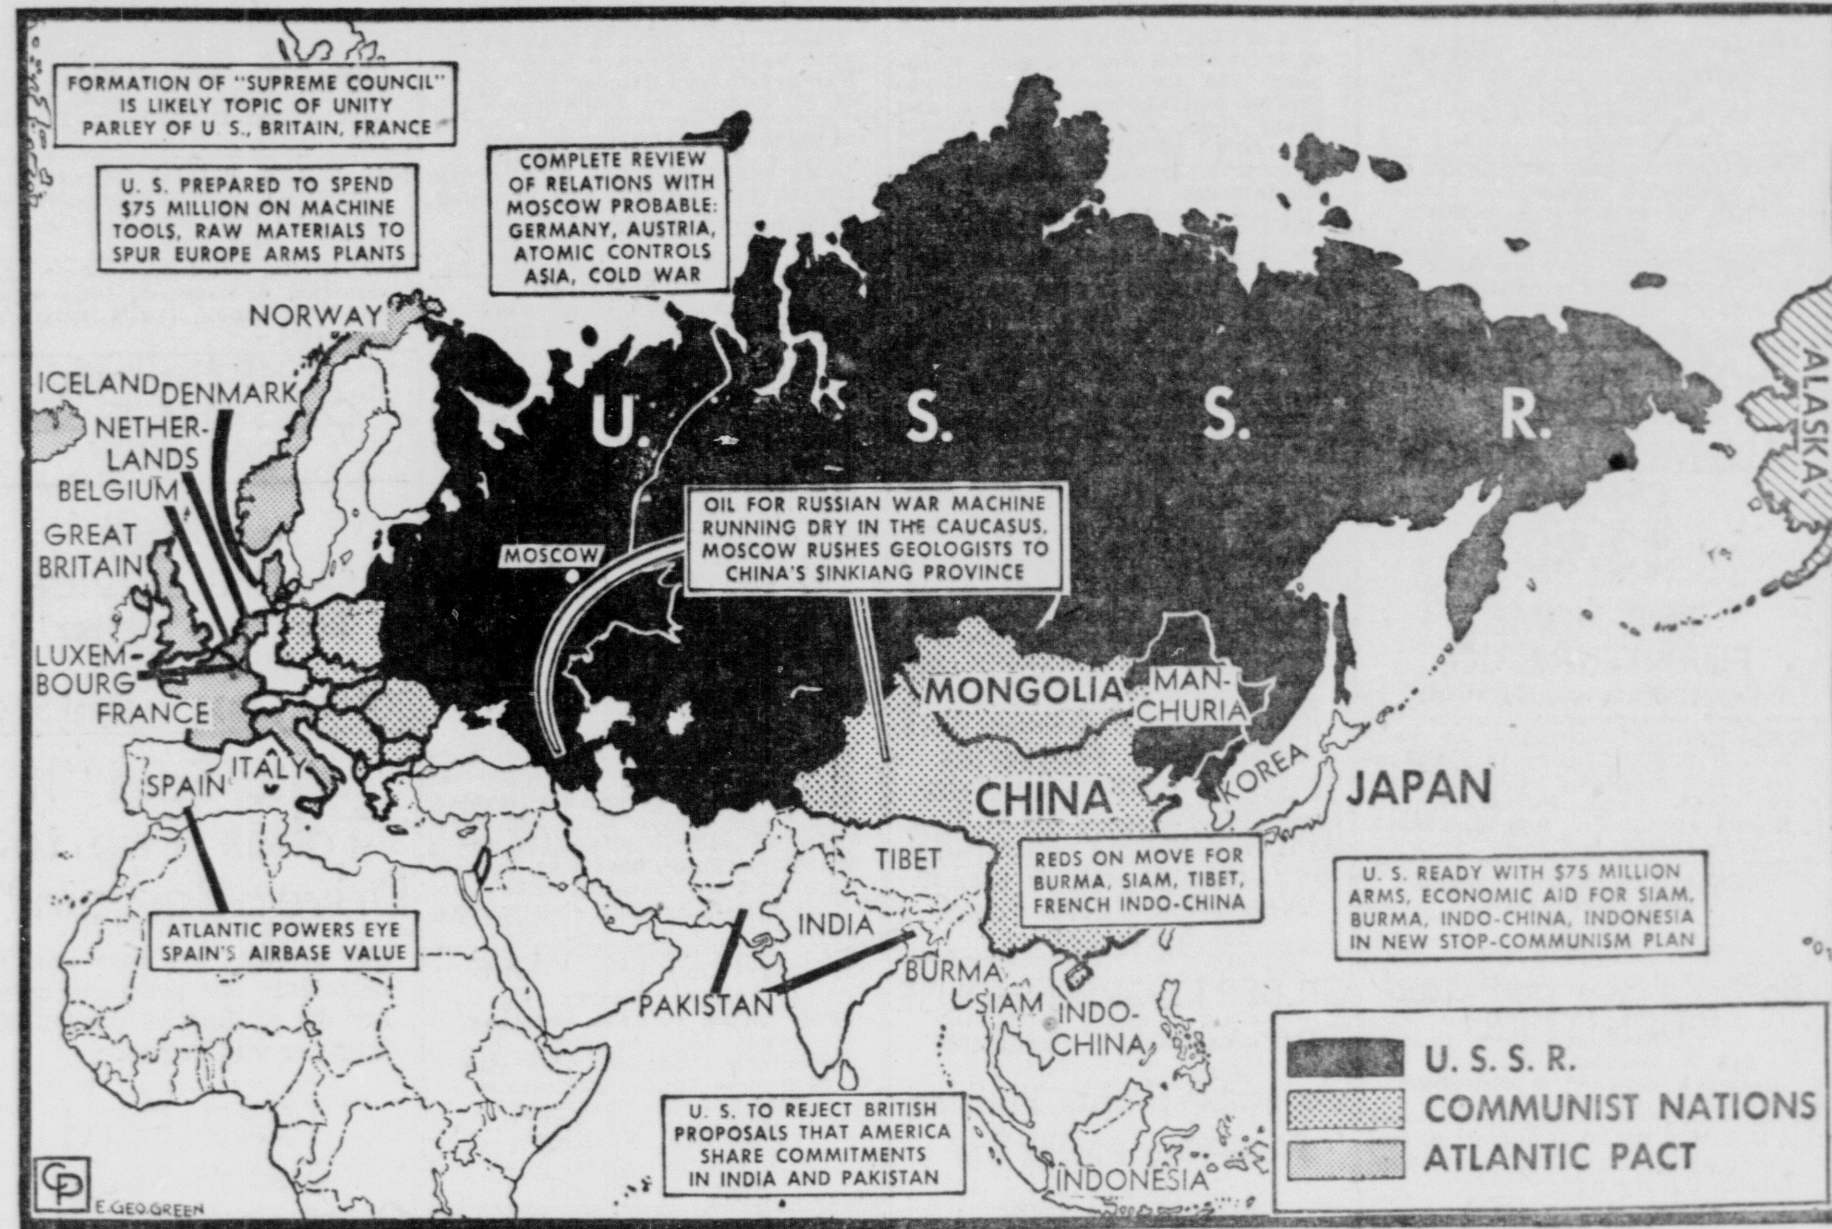 FORMATION OF "SUPREME COUNCIL"
IS LIKELY TOPIC OF UNITY
PARLEY OF U S., BRITAIN, FRANCE
U. S. PREPARED TO SPEND
$75 MILLION ON MACHINE
TOOLS, RAW MATERIALS TO
SPUR EUROPE ARMS PLANTS
COMPLETE REVIEW
OF RELATIONS WITH
MOSCOW PROBABLE:
GERMANY, AUSTRIA,
ATOMIC CONTROLS
ASIA, COLD WAR
NORWAY
ICELAND
DENMARK
NETHER-
LANDS
BELGIUM
GREAT
BRITAIN
LUXEM-
BOURG
FRANCE
SPAIN
ITALY
U. S. S. R.
ALASKA
MOSCOW
OIL FOR RUSSIAN WAR MACHINE
RUNNING DRY IN THE CAUCASUS.
MOSCOW RUSHES GEOLOGISTS TO
CHINA'S SINKIANG PROVINCE
MONGOLIA
MAN-
CHURIA
KOREA
JAPAN
CHINA
TIBET
REDS ON MOVE FOR
BURMA, SIAM, TIBET,
FRENCH INDO-CHINA
U. S. READY WITH $75 MILLION
ARMS, ECONOMIC AID FOR SIAM,
BURMA, INDO-CHINA, INDONESIA
IN NEW STOP-COMMUNISM PLAN
ATLANTIC POWERS EYE
SPAIN'S AIRBASE VALUE
INDIA
PAKISTAN
BURMA
SIAM
INDO-
CHINA
INDONESIA
U. S. TO REJECT BRITISH
PROPOSALS THAT AMERICA
SHARE COMMITMENTS
IN INDIA AND PAKISTAN
U. S. S. R.
COMMUNIST NATIONS
ATLANTIC PACT
CP
E.GEO.GREEN